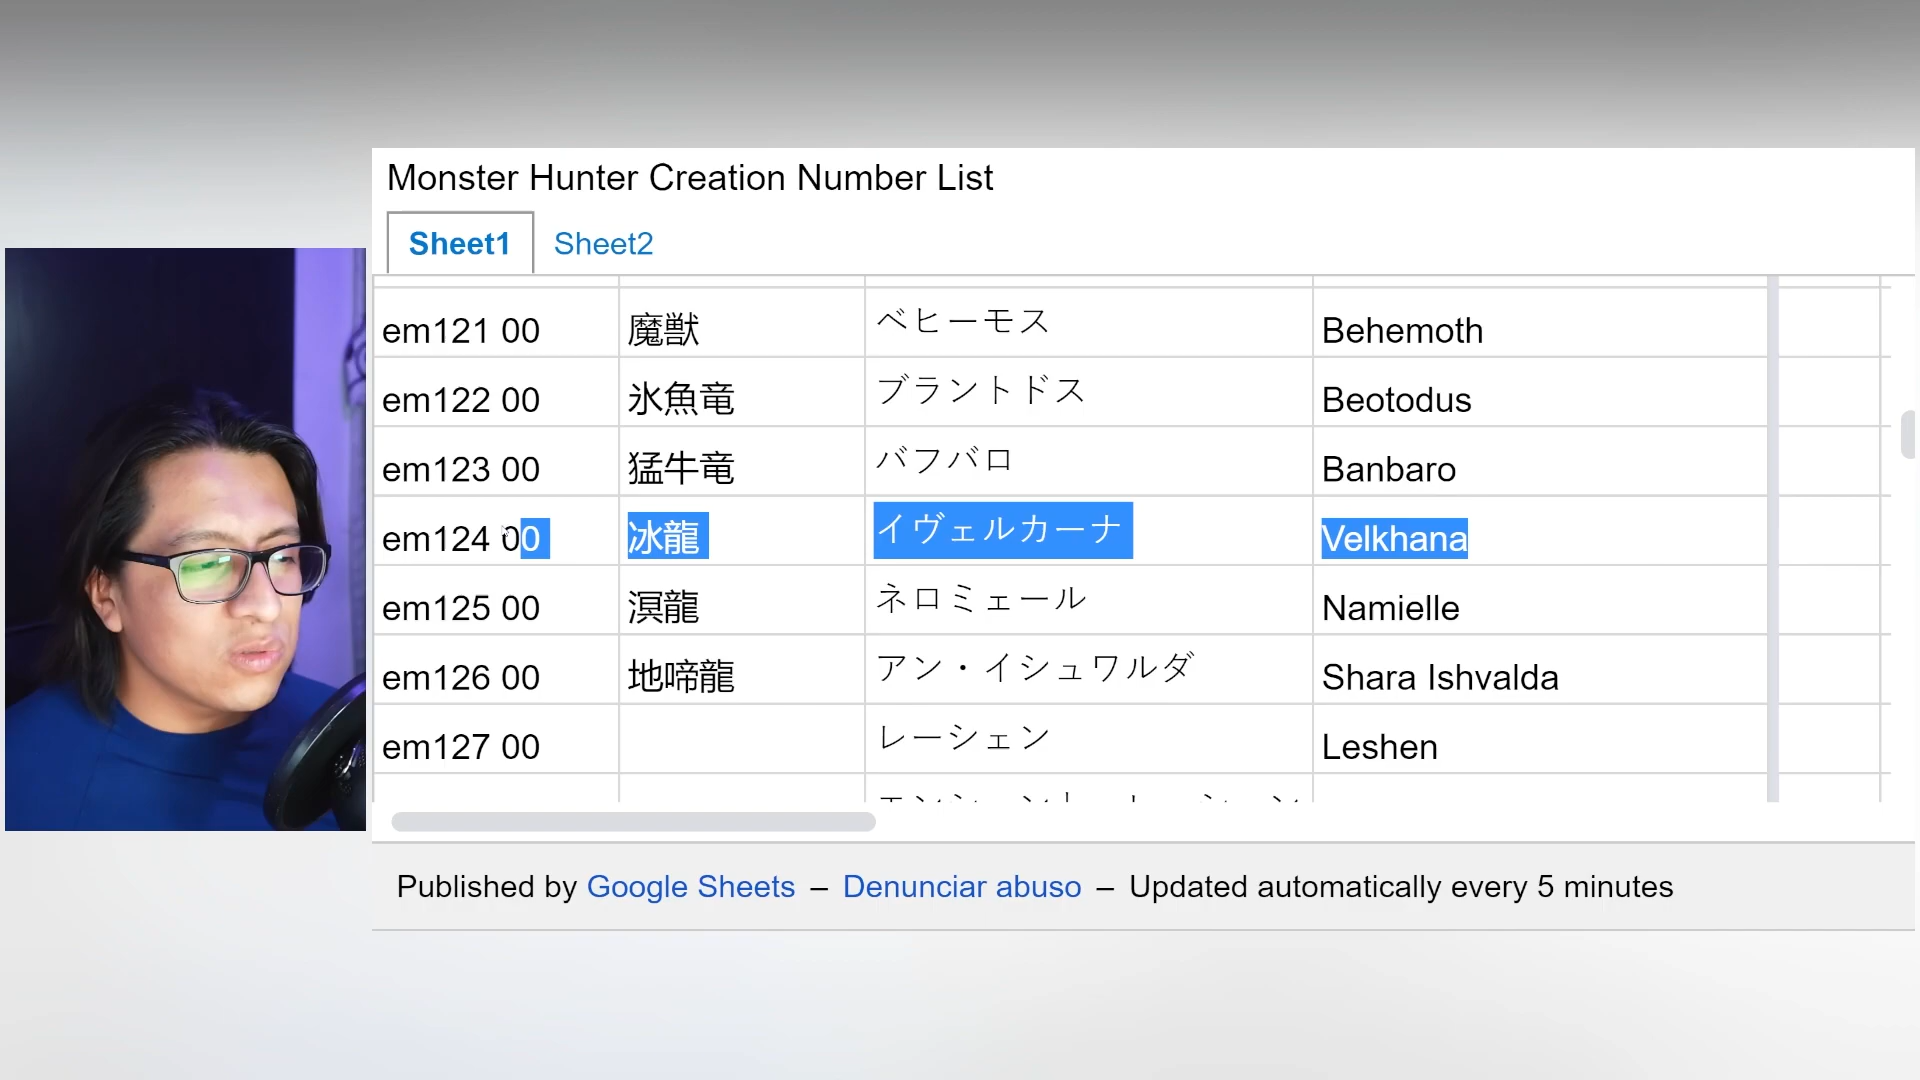 Monster Hunter Creation Number List
Sheet1 Sheet2
em121 00 魔獣 ベヒーモス Behemoth
em122 00 氷魚竜 ブラントドス Beotodus
em123 00 猛牛竜 バフバロ Banbaro
em124 00 冰龍 イヴェルカーナ Velkhana
em125 00 溟龍 ネロミェール Namielle
em126 00 地啼龍 アン・イシュワルダ Shara Ishvalda
em127 00 レーシェン Leshen
Published by Google Sheets – Denunciar abuso – Updated automatically every 5 minutes